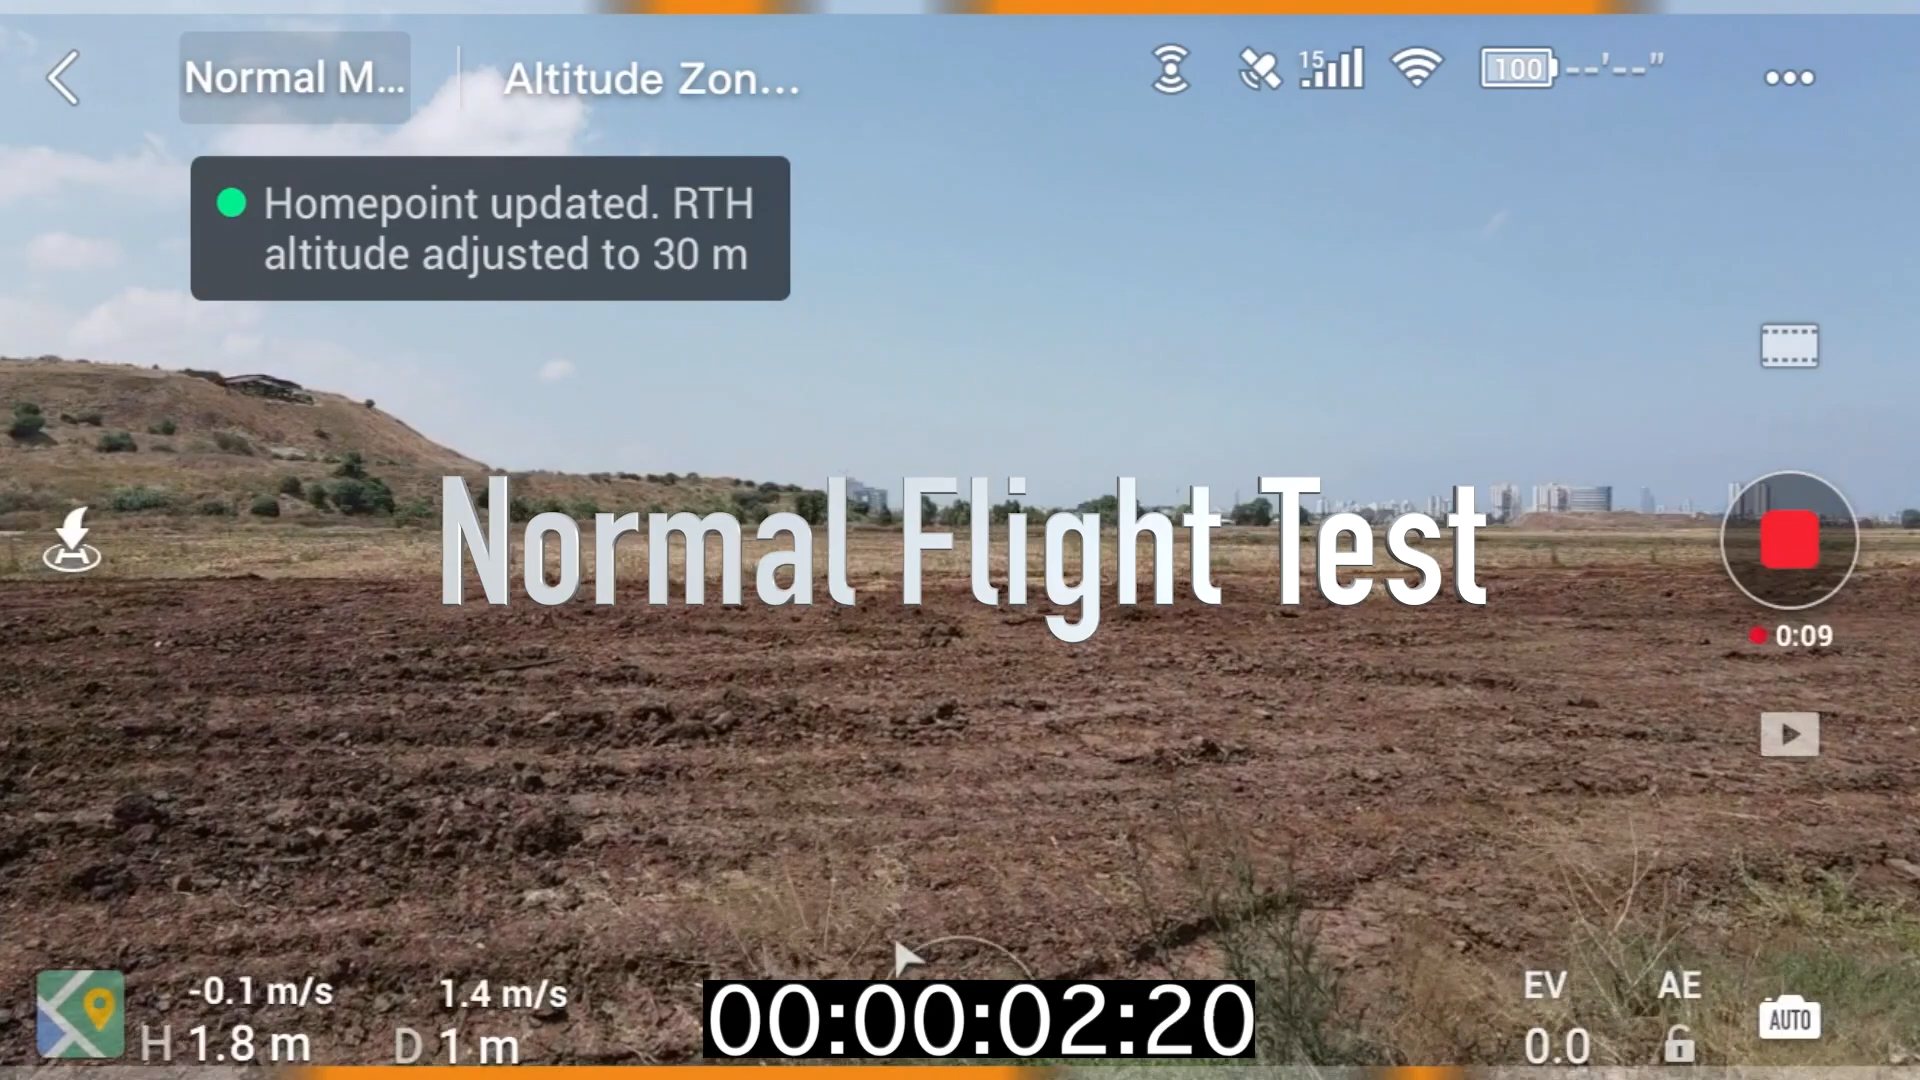 Normal M...
Altitude Zon...
15
100
--'--"
Homepoint updated. RTH
altitude adjusted to 30 m
Normal Flight Test
0:09
-0.1 m/s
1.4 m/s
H 1.8 m
D 1 m
00:00:02:20
EV
0.0
AE
AUTO